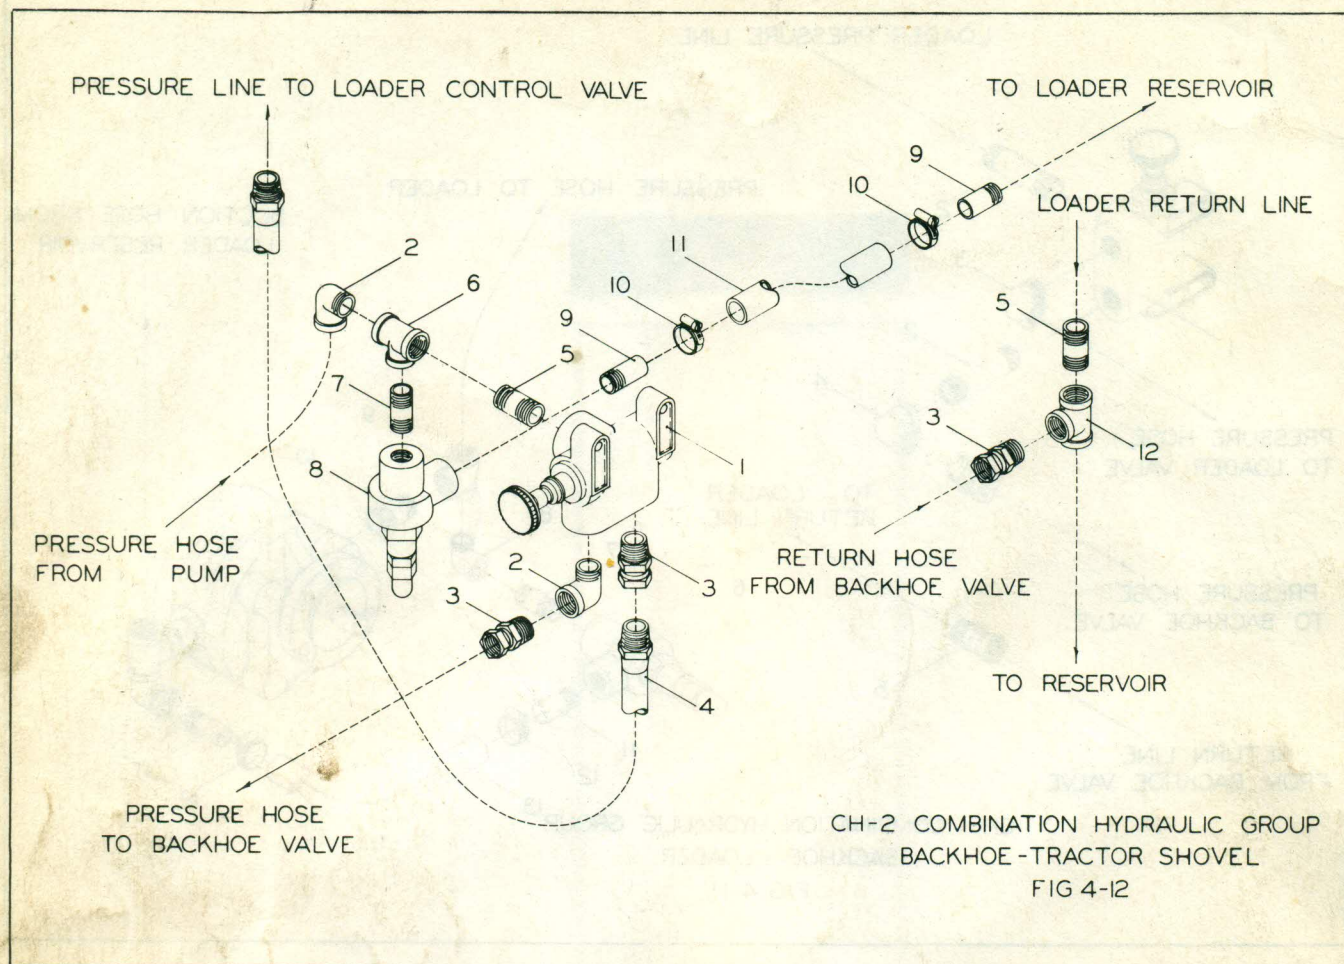 PRESSURE LINE TO LOADER CONTROL VALVE
TO LOADER RESERVOIR
9
10
LOADER RETURN LINE
2
6
11
10
9
5
5
7
3
12
8
1
PRESSURE HOSE
FROM PUMP
RETURN HOSE
FROM BACKHOE VALVE
2
3
3
4
TO RESERVOIR
PRESSURE HOSE
TO BACKHOE VALVE
CH-2 COMBINATION HYDRAULIC GROUP
BACKHOE-TRACTOR SHOVEL
FIG 4-12